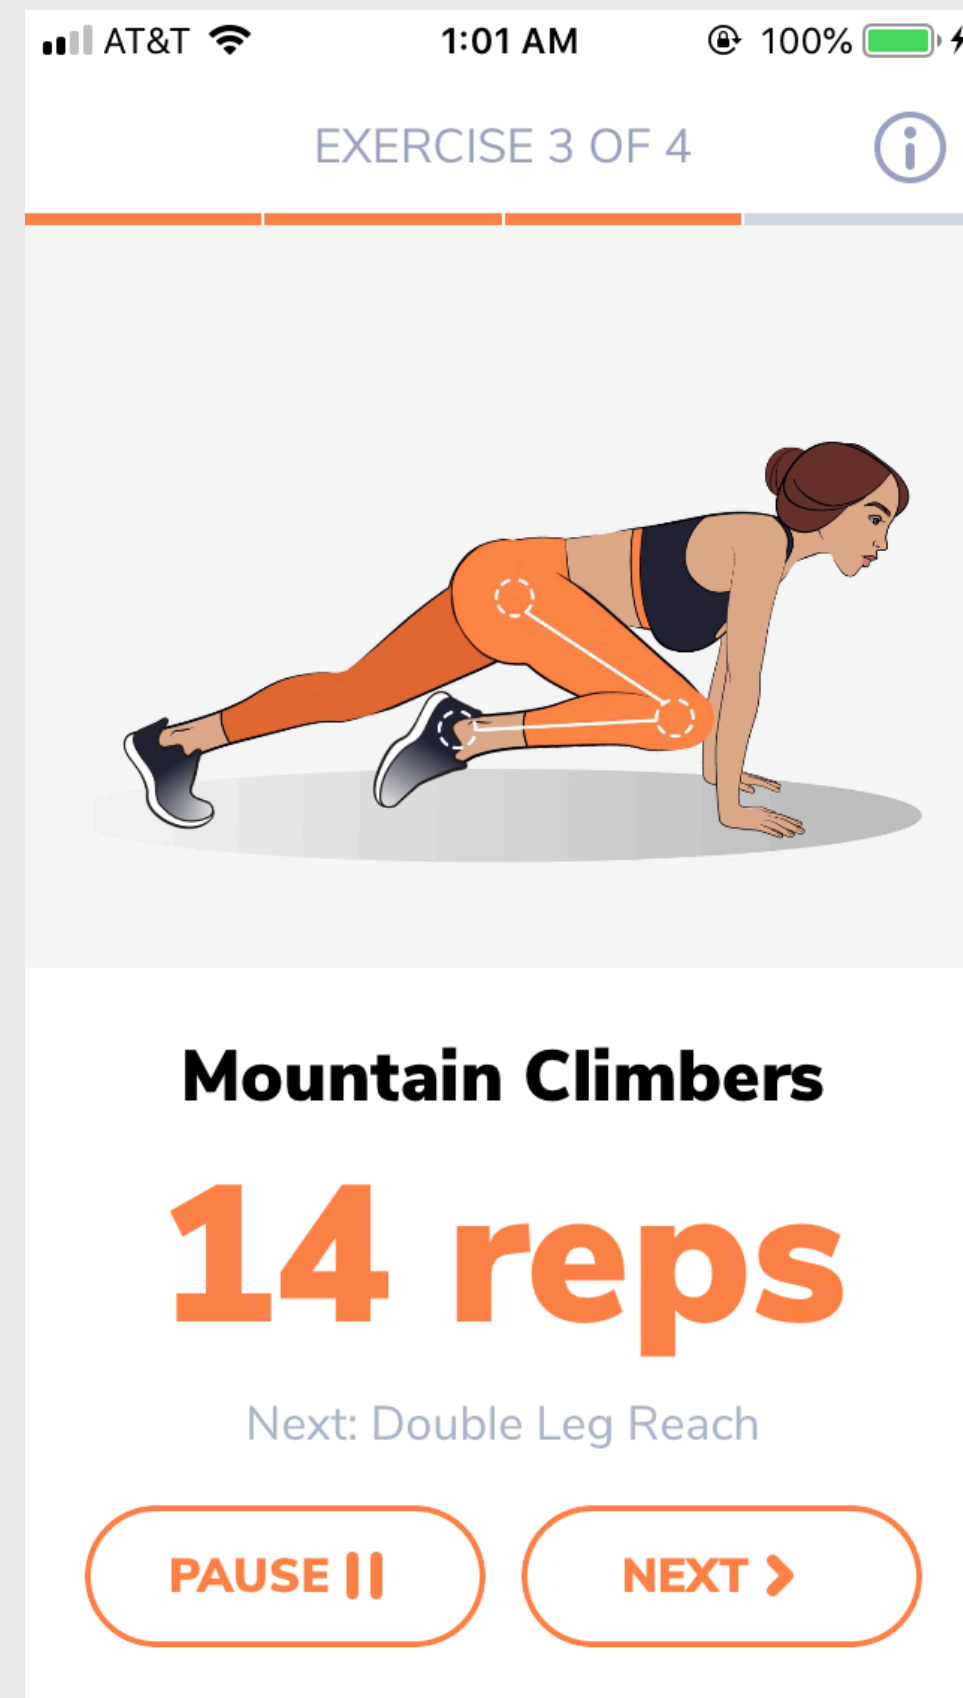 AT&T 1:01 AM 100%
EXERCISE 3 OF 4
Mountain Climbers
14 reps
Next: Double Leg Reach
PAUSE NEXT